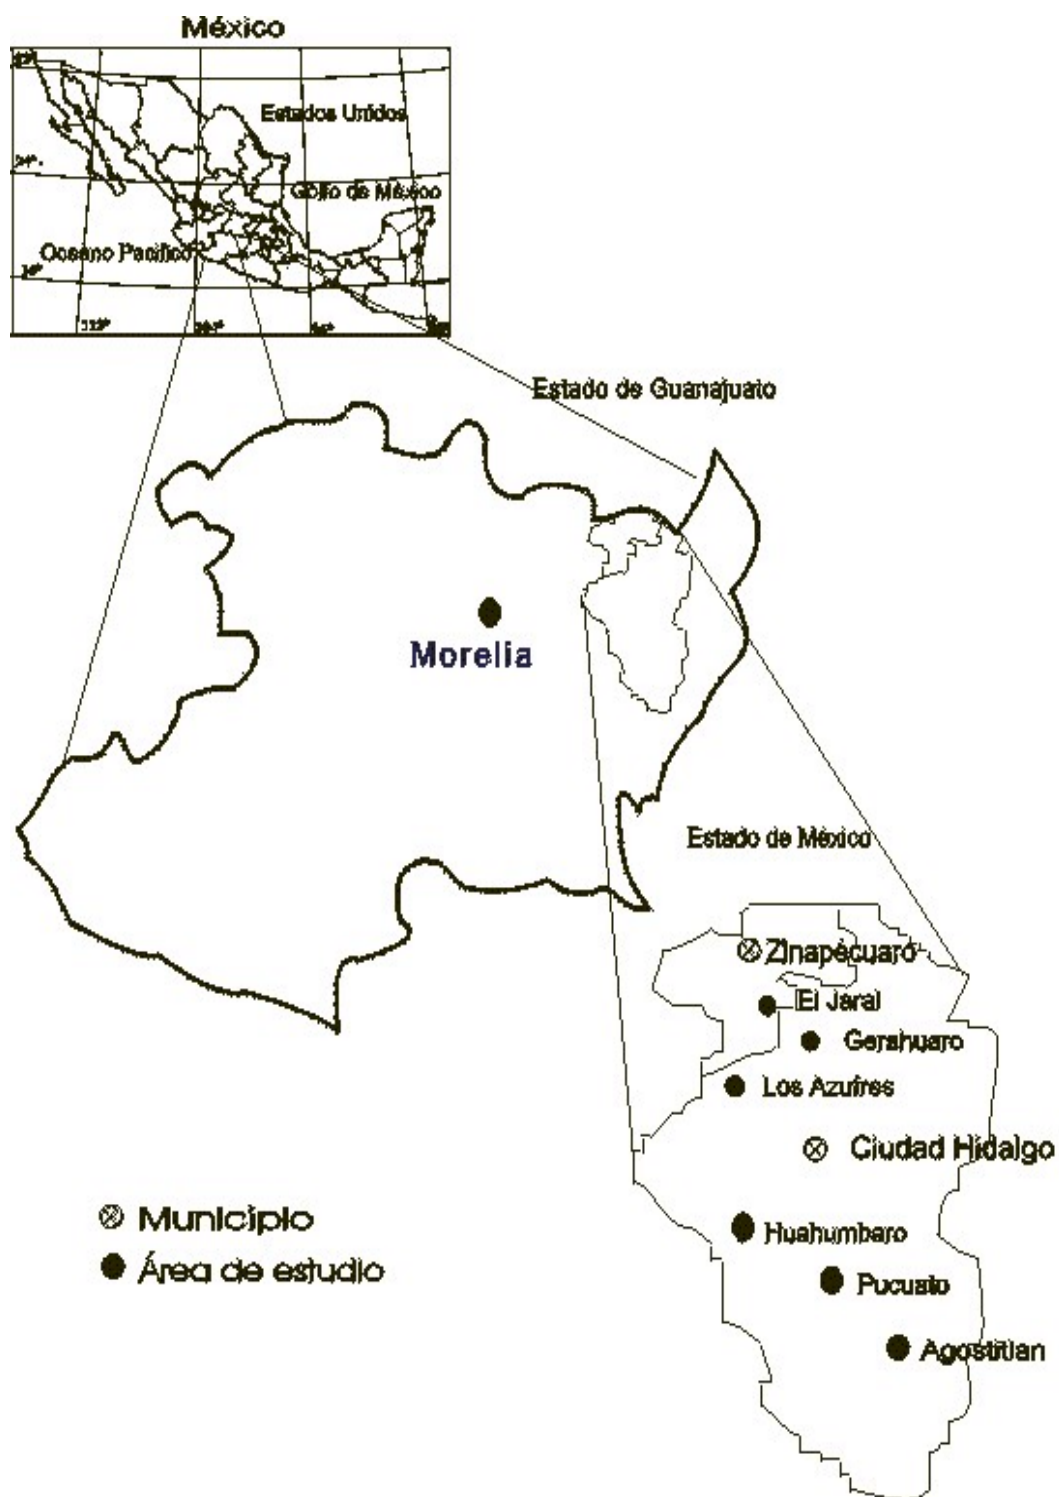 México
Estados Unidos
Golfo de México
Oceano Pacifico
Estado de Guanajuato
Morelia
Estado de México
Zinapécuaro
El Jaral
Gerahuaro
Los Azufres
Ciudad Hidalgo
Municipio
Huahumbaro
Área de estudio
Pucuato
Agostitlan